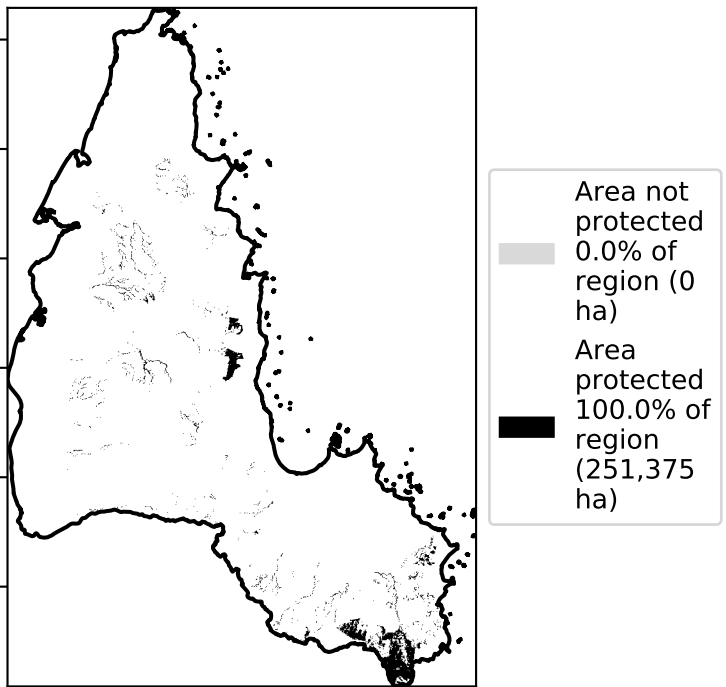 Area not
protected
0.0% of
region (0
ha)
Area
protected
100.0% of
region
(251,375
ha)